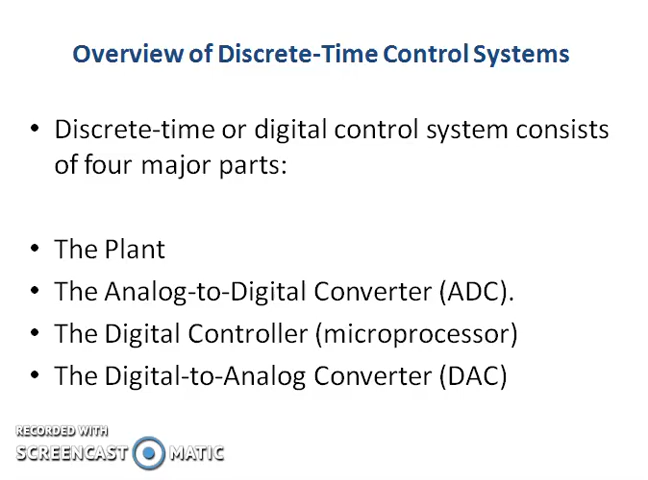 Overview of Discrete-Time Control Systems
• Discrete-time or digital control system consists
of four major parts:
• The Plant
• The Analog-to-Digital Converter (ADC).
• The Digital Controller (microprocessor)
• The Digital-to-Analog Converter (DAC)
RECORDED WITH
SCREENCAST MATIC